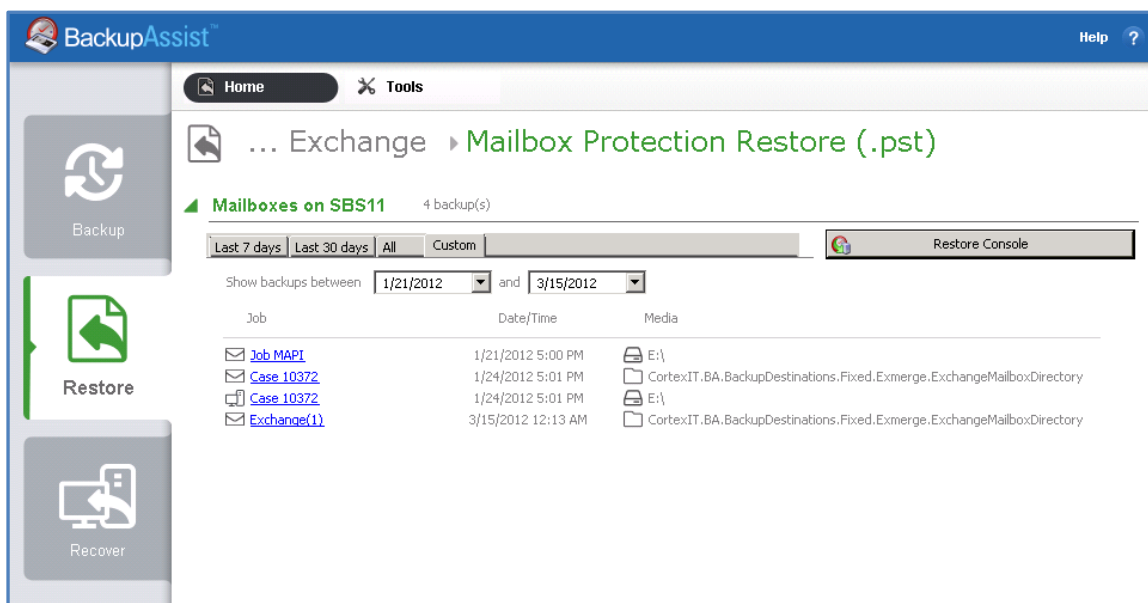 BackupAssist™
Help ?
Home Tools
... Exchange Mailbox Protection Restore (.pst)
Mailboxes on SBS11 4 backup(s)
Backup
Last 7 days Last 30 days All Custom Restore Console
Show backups between 1/21/2012 and 3/15/2012
Job Date/Time Media
Job MAPI 1/21/2012 5:00 PM E:\
Case 10372 1/24/2012 5:01 PM CortexIT.BA.BackupDestinations.Fixed.Exmerge.ExchangeMailboxDirectory
Case 10372 1/24/2012 5:01 PM E:\
Exchange(1) 3/15/2012 12:13 AM CortexIT.BA.BackupDestinations.Fixed.Exmerge.ExchangeMailboxDirectory
Restore
Recover